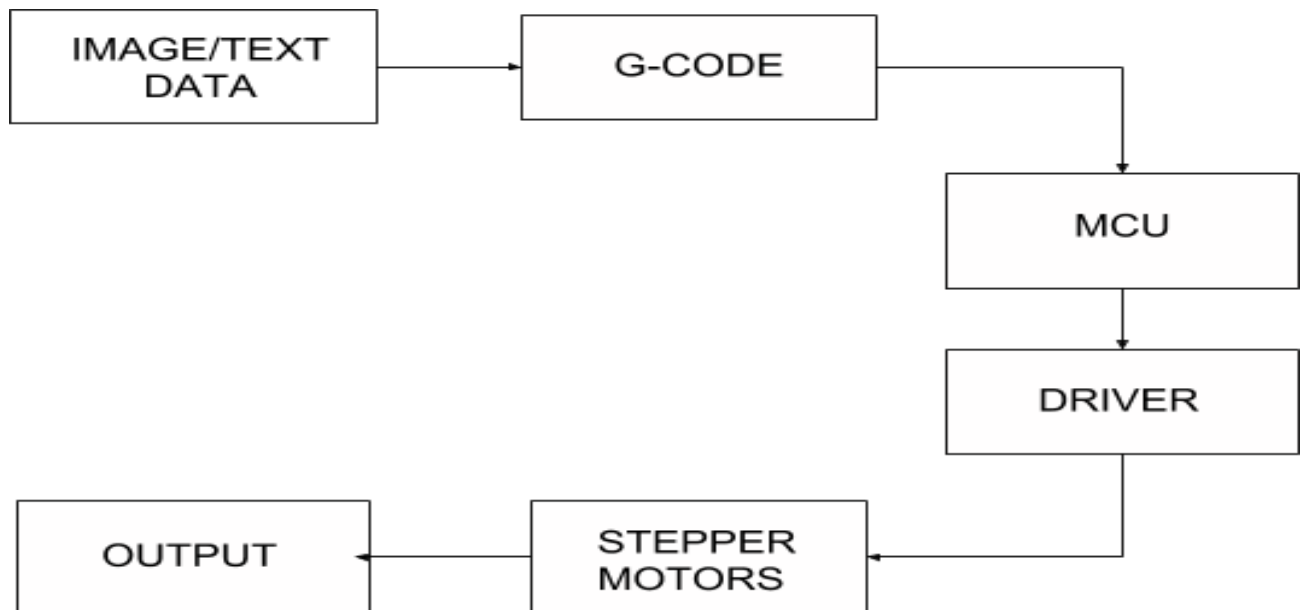 IMAGE/TEXT
DATA
G-CODE
MCU
DRIVER
STEPPER
MOTORS
OUTPUT